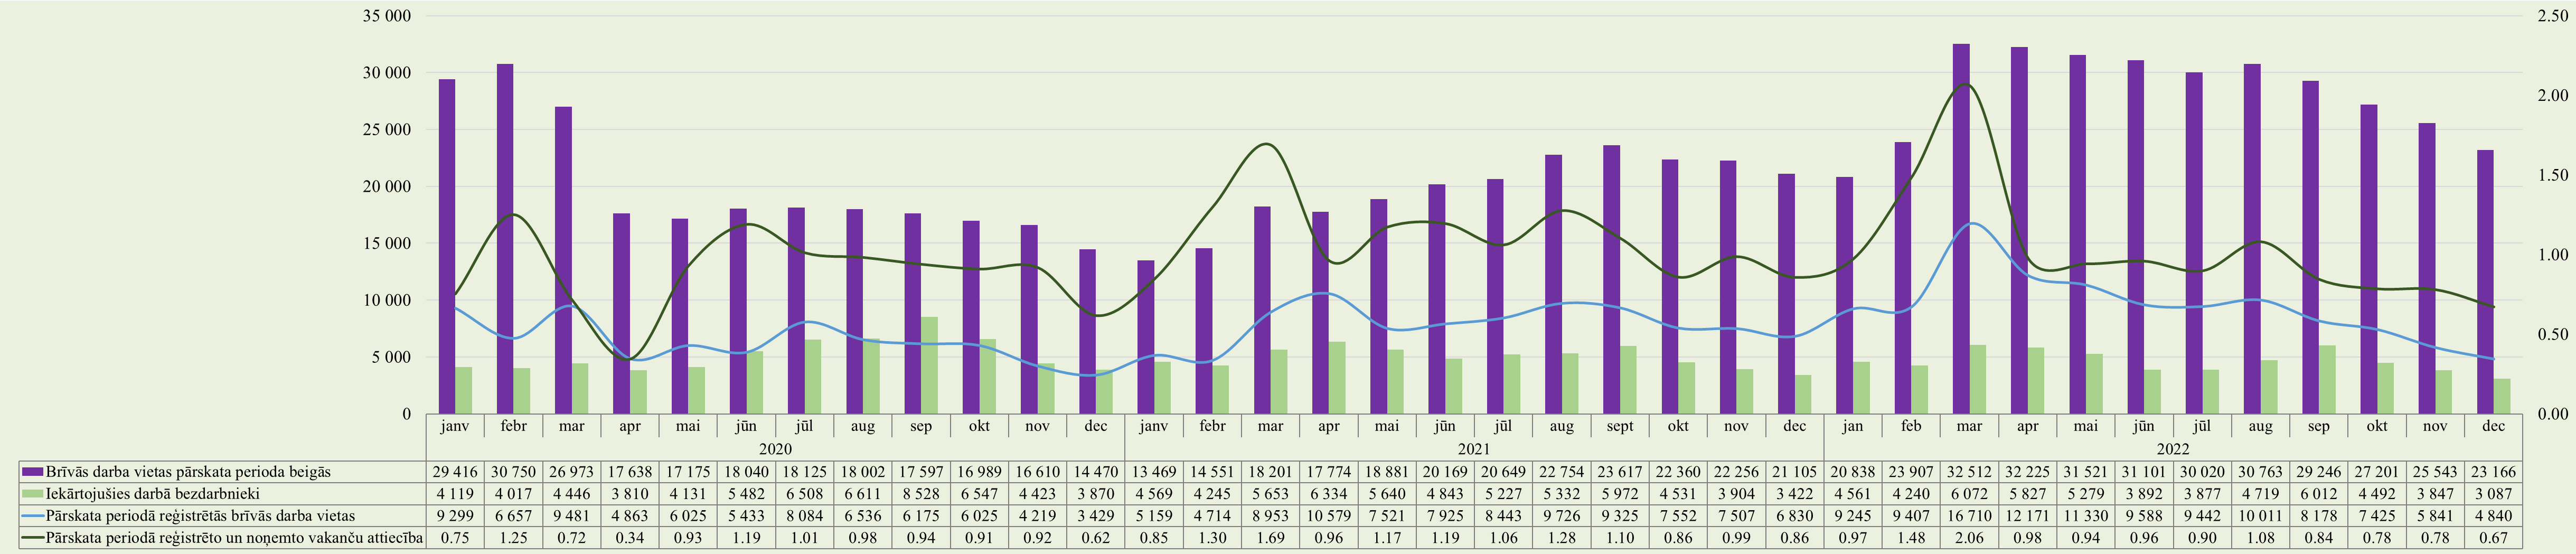 35 000
30 000
25 000
20 000
15 000
10 000
5 000
0
2.50
2.00
1.50
1.00
0.50
0.00
janv febr mar apr mai jūn jūl aug sep okt nov dec janv febr mar apr mai jūn jūl aug sept okt nov dec jan feb mar apr mai jūn jūl aug sep okt nov dec
2020 2021 2022
Brīvās darba vietas pārskata perioda beigās 29 416 30 750 26 973 17 638 17 175 18 040 18 125 18 002 17 597 16 989 16 610 14 470 13 469 14 551 18 201 17 774 18 881 20 169 20 649 22 754 23 617 22 360 22 256 21 105 20 838 23 907 32 512 32 225 31 521 31 101 30 020 30 763 29 246 27 201 25 543 23 166
Iekārtojušies darbā bezdarbnieki 4 119 4 017 4 446 3 810 4 131 5 482 6 508 6 611 8 528 6 547 4 423 3 870 4 569 4 245 5 653 6 334 5 640 4 843 5 227 5 332 5 972 4 531 3 904 3 422 4 561 4 240 6 072 5 827 5 279 3 892 3 877 4 719 6 012 4 492 3 847 3 087
Pārskata periodā reģistrētās brīvās darba vietas 9 299 6 657 9 481 4 863 6 025 5 433 8 084 6 536 6 175 6 025 4 219 3 429 5 159 4 714 8 953 10 579 7 521 7 925 8 443 9 726 9 325 7 552 7 507 6 830 9 245 9 407 16 710 12 171 11 330 9 588 9 442 10 011 8 178 7 425 5 841 4 840
Pārskata periodā reģistrēto un noņemto vakanču attiecība 0.75 1.25 0.72 0.34 0.93 1.19 1.01 0.98 0.94 0.91 0.92 0.62 0.85 1.30 1.69 0.96 1.17 1.19 1.06 1.28 1.10 0.86 0.99 0.86 0.97 1.48 2.06 0.98 0.94 0.96 0.90 1.08 0.84 0.78 0.78 0.67